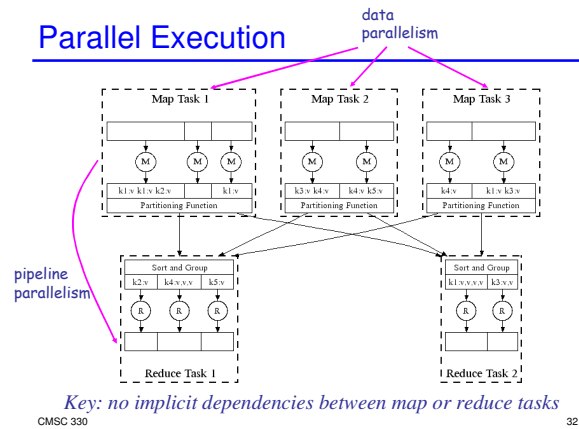 Parallel Execution
data
parallelism
Map Task 1
Map Task 2
Map Task 3
M M M
M M
M M
k1:v k1:v k2:v
k1:v
k3:v k4:v
k4:v k5:v
k4:v
k1:v k3:v
Partitioning Function
Partitioning Function
Partitioning Function
pipeline
parallelism
Sort and Group
k2:v
k4:v,v,v
k5:v
R R R
Reduce Task 1
Sort and Group
k1:v,v,v,v
k3:v,v
R R
Reduce Task 2
Key: no implicit dependencies between map or reduce tasks
CMSC 330
32